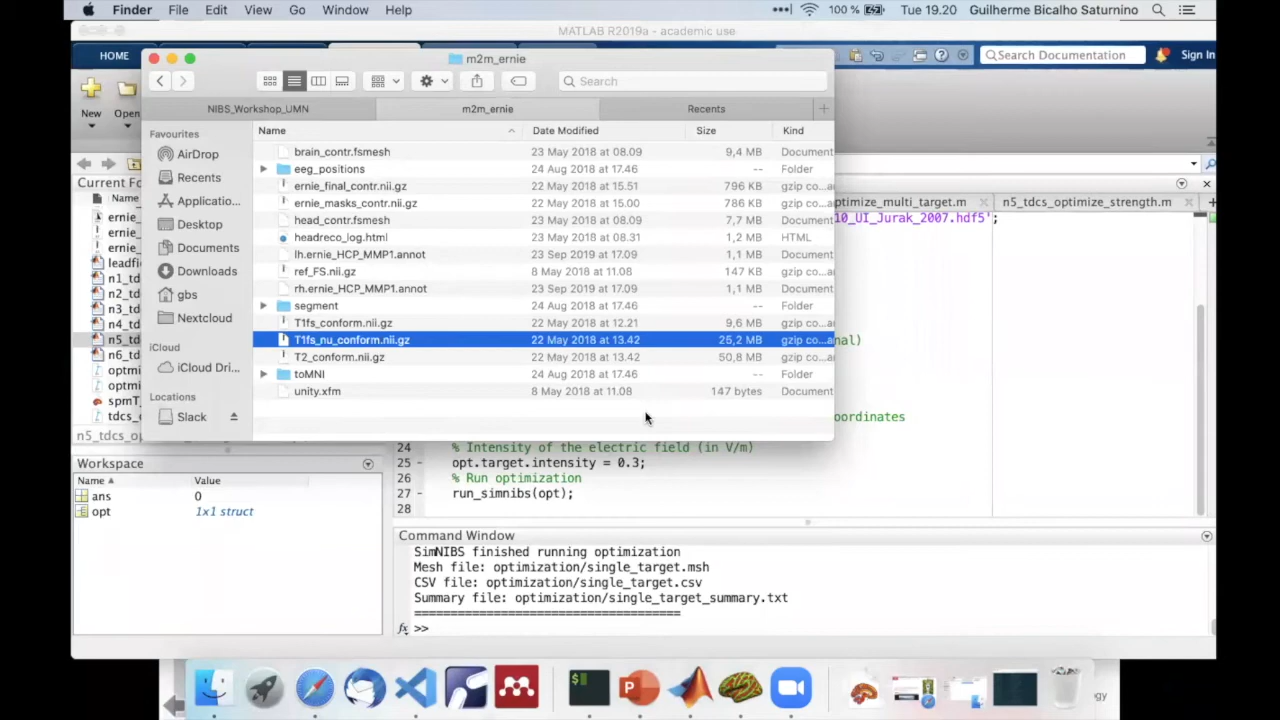 Finder File Edit View Go Window Help 100 % Tue 19.20 Guilherme Bicalho Saturnino
MATLAB R2019a - academic use
HOME
Search Documentation
Sign In
m2m_ernie
Search
New
Open
NIBS_Workshop_UMN
m2m_ernie
Recents
Name Date Modified Size Kind
Favourites
AirDrop
Recents
Applicatio...
Desktop
Documents
Downloads
gbs
Nextcloud
iCloud
iCloud Dri...
Locations
Slack
brain_contr.fsmesh 23 May 2018 at 08.09 9,4 MB Document
eeg_positions 24 Aug 2018 at 17.46 -- Folder
ernie_final_contr.nii.gz 22 May 2018 at 15.51 796 KB gzip co...
ernie_masks_contr.nii.gz 22 May 2018 at 15.00 786 KB gzip co...
head_contr.fsmesh 23 May 2018 at 08.09 7,7 MB Document
headreco_log.html 23 May 2018 at 08.31 1,2 MB HTML
lh.ernie_HCP_MMP1.annot 23 Sep 2019 at 17.09 1,1 MB Document
ref_FS.nii.gz 8 May 2018 at 11.08 147 KB gzip co...
rh.ernie_HCP_MMP1.annot 23 Sep 2019 at 17.09 1,1 MB Document
segment 24 Aug 2018 at 17.46 -- Folder
T1fs_conform.nii.gz 22 May 2018 at 12.21 9,6 MB gzip co...
T1fs_nu_conform.nii.gz 22 May 2018 at 13.42 25,2 MB gzip co...
T2_conform.nii.gz 22 May 2018 at 13.42 50,8 MB gzip co...
toMNI 24 Aug 2018 at 17.46 -- Folder
unity.xfm 8 May 2018 at 11.08 147 bytes Document
Current Fo
Name
ernie_
ernie_
ernie_
leadfie
n1_td
n2_td
n3_td
n4_td
n5_td
n6_td
optmi
optmi
spmT_
tdcs_o
n5_tdcs_op
ptimize_multi_target.m
n5_tdcs_optimize_strength.m
10_UI_Jurak_2007.hdf5';
al)
oordinates
24 % Intensity of the electric field (in V/m)
25 - opt.target.intensity = 0.3;
26 % Run optimization
27 - run_simnibs(opt);
28
Workspace
Name Value
ans 0
opt 1x1 struct
Command Window
SimNIBS finished running optimization
Mesh file: optimization/single_target.msh
CSV file: optimization/single_target.csv
Summary file: optimization/single_target_summary.txt
=====================================
fx >>
gy